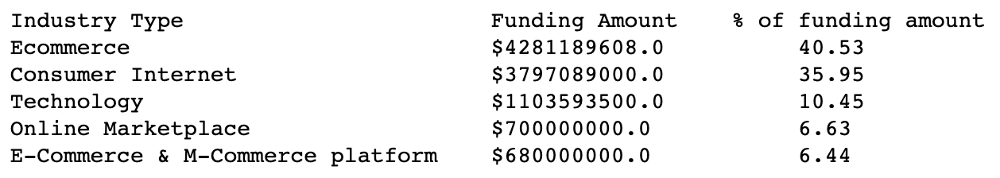 Industry Type Funding Amount % of funding amount
Ecommerce $4281189608.0 40.53
Consumer Internet $3797089000.0 35.95
Technology $1103593500.0 10.45
Online Marketplace $700000000.0 6.63
E-Commerce & M-Commerce platform $680000000.0 6.44